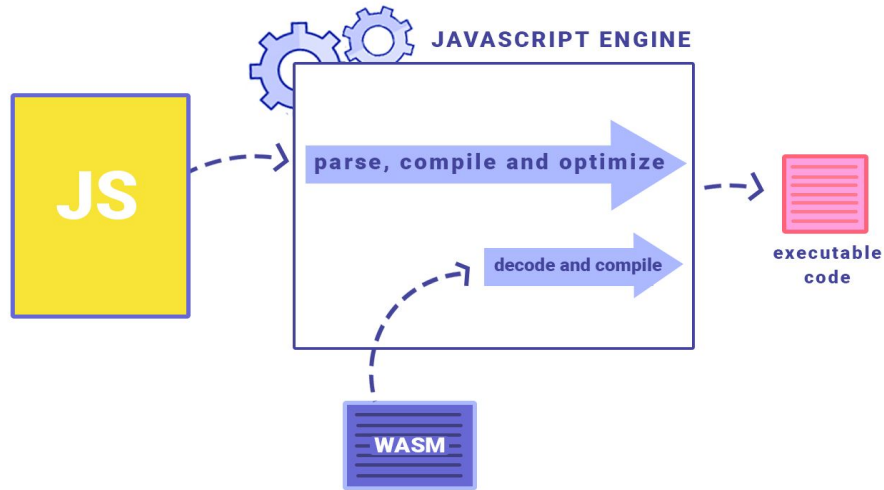 JAVASCRIPT ENGINE
JS
parse, compile and optimize
decode and compile
executable
code
WASM